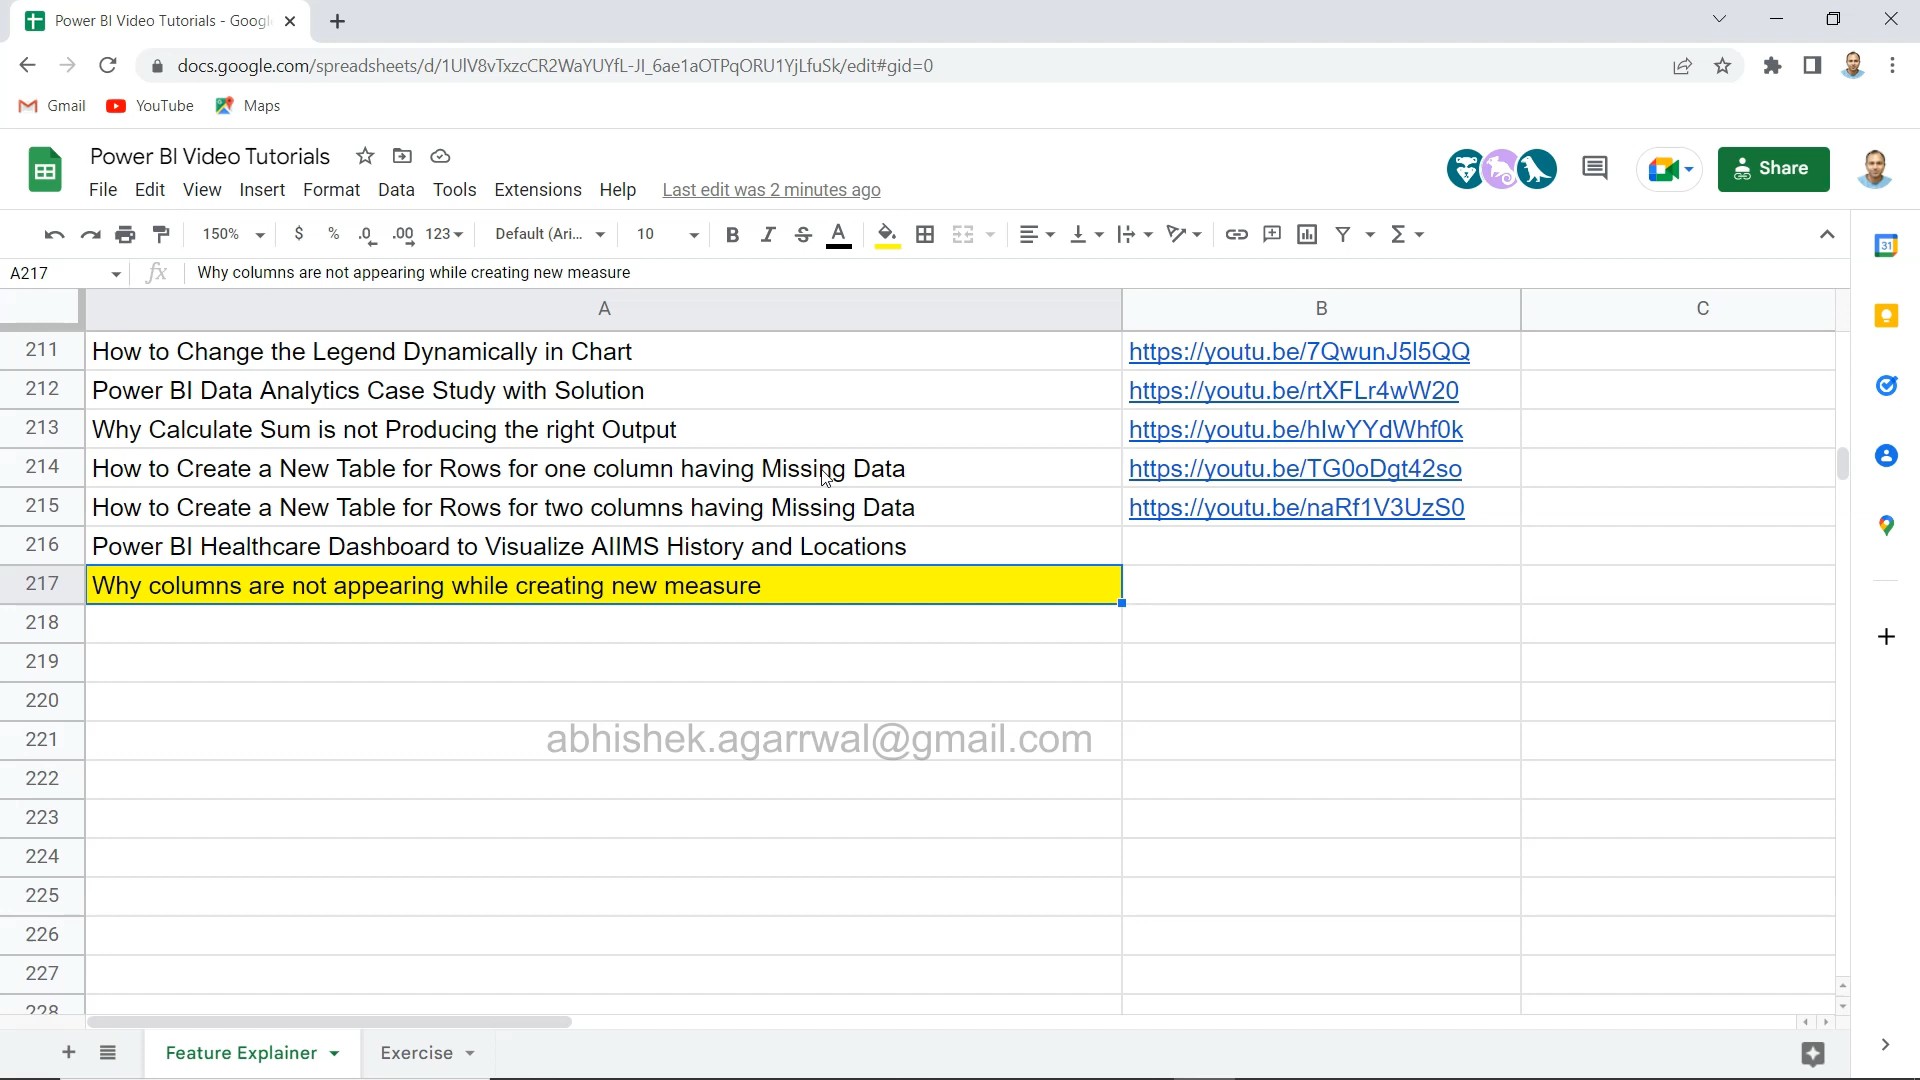 Power BI Video Tutorials - Googl
docs.google.com/spreadsheets/d/1UlV8vTxzcCR2WaYUYfL-Jl_6ae1aOTPqORU1YjLfuSk/edit#gid=0
Gmail YouTube Maps
Power BI Video Tutorials
File Edit View Insert Format Data Tools Extensions Help Last edit was 2 minutes ago
Share
150% $ % .0 .00 123 Default (Ari... 10 B I S A
31
A217 fx Why columns are not appearing while creating new measure
A B C
211 How to Change the Legend Dynamically in Chart https://youtu.be/7QwunJ5l5QQ
212 Power BI Data Analytics Case Study with Solution https://youtu.be/rtXFLr4wW20
213 Why Calculate Sum is not Producing the right Output https://youtu.be/hlwYYdWhf0k
214 How to Create a New Table for Rows for one column having Missing Data https://youtu.be/TG0oDgt42so
215 How to Create a New Table for Rows for two columns having Missing Data https://youtu.be/naRf1V3UzS0
216 Power BI Healthcare Dashboard to Visualize AIIMS History and Locations
217 Why columns are not appearing while creating new measure
218
219
220
221
abhishek.agarrwal@gmail.com
222
223
224
225
226
227
228
Feature Explainer Exercise